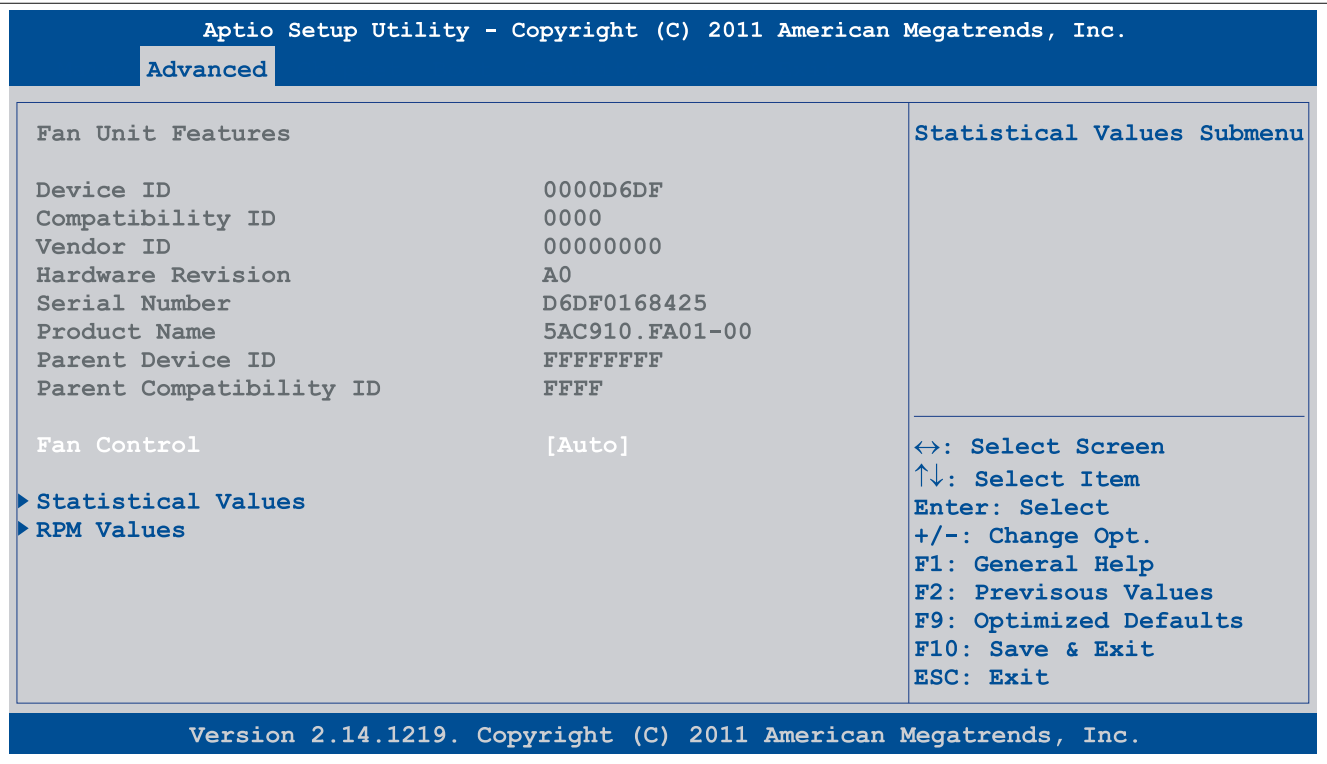 Aptio Setup Utility - Copyright (C) 2011 American Megatrends, Inc.
Advanced
Fan Unit Features
Device ID 0000D6DF
Compatibility ID 0000
Vendor ID 00000000
Hardware Revision A0
Serial Number D6DF0168425
Product Name 5AC910.FA01-00
Parent Device ID FFFFFFFF
Parent Compatibility ID FFFF
Fan Control [Auto]
Statistical Values
RPM Values
Statistical Values Submenu
↔: Select Screen
↑↓: Select Item
Enter: Select
+/-: Change Opt.
F1: General Help
F2: Previsous Values
F9: Optimized Defaults
F10: Save & Exit
ESC: Exit
Version 2.14.1219. Copyright (C) 2011 American Megatrends, Inc.